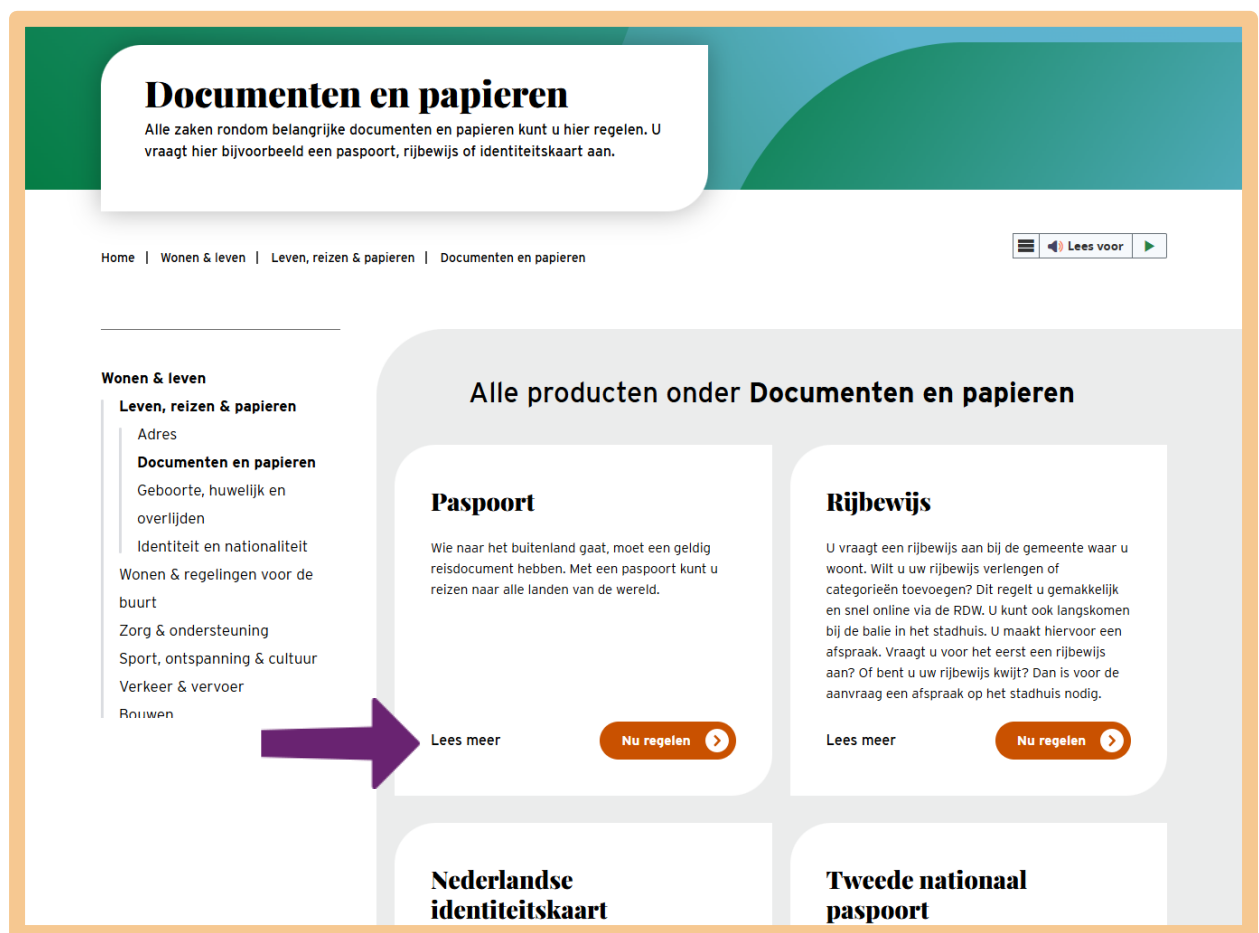 Documenten en papieren
Alle zaken rondom belangrijke documenten en papieren kunt u hier regelen. U
vraagt hier bijvoorbeeld een paspoort, rijbewijs of identiteitskaart aan.
Home | Wonen & leven | Leven, reizen & papieren | Documenten en papieren
Lees voor
Wonen & leven
Leven, reizen & papieren
Adres
Documenten en papieren
Geboorte, huwelijk en
overlijden
Identiteit en nationaliteit
Wonen & regelingen voor de
buurt
Zorg & ondersteuning
Sport, ontspanning & cultuur
Verkeer & vervoer
Bouwen
Alle producten onder Documenten en papieren
Paspoort
Wie naar het buitenland gaat, moet een geldig
reisdocument hebben. Met een paspoort kunt u
reizen naar alle landen van de wereld.
Lees meer
Nu regelen
Rijbewijs
U vraagt een rijbewijs aan bij de gemeente waar u
woont. Wilt u uw rijbewijs verlengen of
categorieën toevoegen? Dit regelt u gemakkelijk
en snel online via de RDW. U kunt ook langskomen
bij de balie in het stadhuis. U maakt hiervoor een
afspraak. Vraagt u voor het eerst een rijbewijs
aan? Of bent u uw rijbewijs kwijt? Dan is voor de
aanvraag een afspraak op het stadhuis nodig.
Lees meer
Nu regelen
Nederlandse
identiteitskaart
Tweede nationaal
paspoort